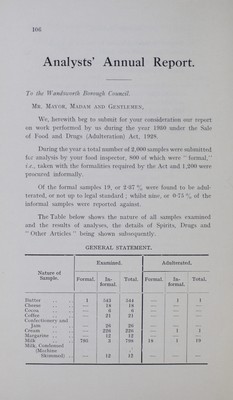 106
Analysts' Annual Report.
To the Wandsworth Borough Council.
Mr. Mayor, Madam and Gentlemen,
We, herewith beg to submit for your consideration our report
on work performed by us during the year 1930 under the Sale
of Food and Drugs (Adulteration) Act, 1928.
During the year a total number of 2,000 samples were submitted
for analysis by your food inspector, 800 of which were "formal,"
i.e., taken with the formalities required by the Act and 1,200 were
procured informally.
Of the formal samples 19, or 2·37 % were found to be adul-
terated, or not up to legal standard; whilst nine, or 0·75 % of the
informal samples were reported against.
The Table below shows the nature of all samples examined
and the results of analyses, the details of Spirits, Drugs and
"Other Articles" being shown subsequently.
GENERAL STATEMENT.
Nature of Sample. Examined. Adulterated.
Formal. In-formal. Total. Formal. In-formal. Total.
Butter .. .. 1 543 544 — 1 1
Cheese .. .. — 14 14 — — —
Cocoa .. .. — 6 6 — — —
Coffee .. .. — 21 21 — — —
Confectionery and
Jam .. .. — 20 20 — — —
Cream .. .. — 226 226 — 1 1
Margarine .. .. — 12 12 — — —
Milk .. .. 795 3 798 18 1 19
Milk, Condensed
(Machine
Skimmed) .. — 12 12 — — —